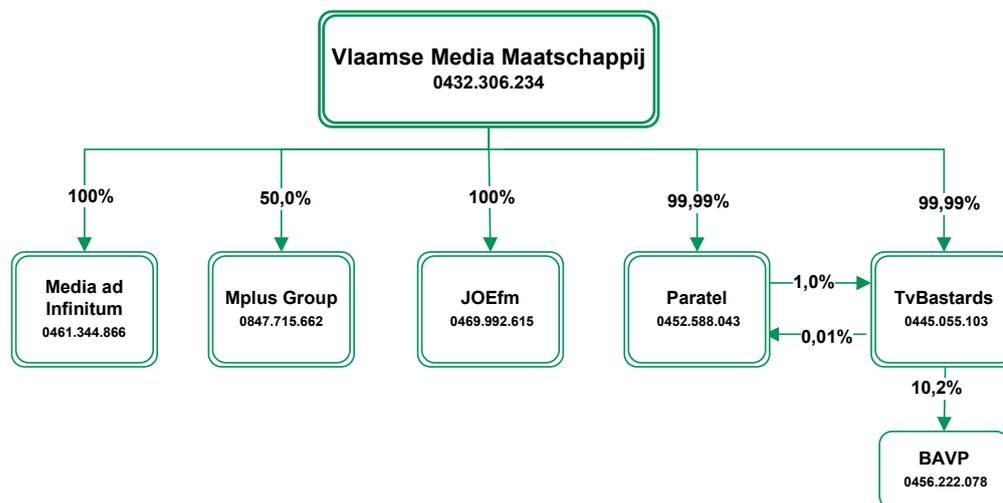 Vlaamse Media Maatschappij
0432.306.234
100%
50,0%
100%
99,99%
99,99%
Media ad
Infinitum
0461.344.866
Mplus Group
0847.715.662
JOEfm
0469.992.615
Paratel
0452.588.043
1,0%
0,01%
TvBastards
0445.055.103
10,2%
BAVP
0456.222.078